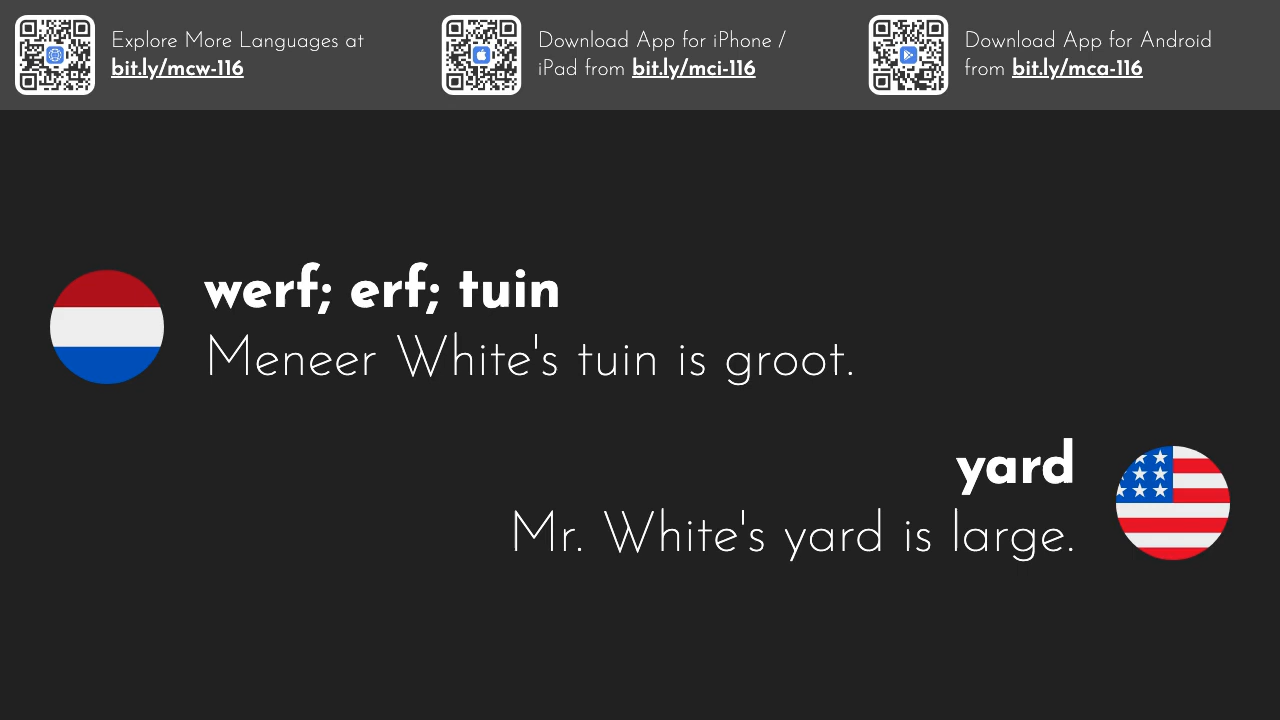 Explore More Languages at
bit.ly/mcw-116
Download App for iPhone /
iPad from bit.ly/mci-116
Download App for Android
from bit.ly/mca-116
werf; erf; tuin
Meneer White's tuin is groot.
yard
Mr. White's yard is large.